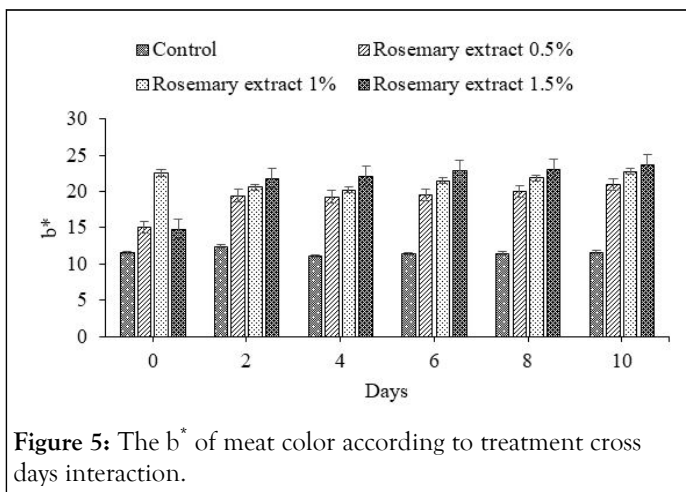 Control
Rosemary extract 0.5%
Rosemary extract 1%
Rosemary extract 1.5%
30
25
20
15
10
5
0
b*
0 2 4 6 8 10
Days
Figure 5: The b* of meat color according to treatment cross
days interaction.